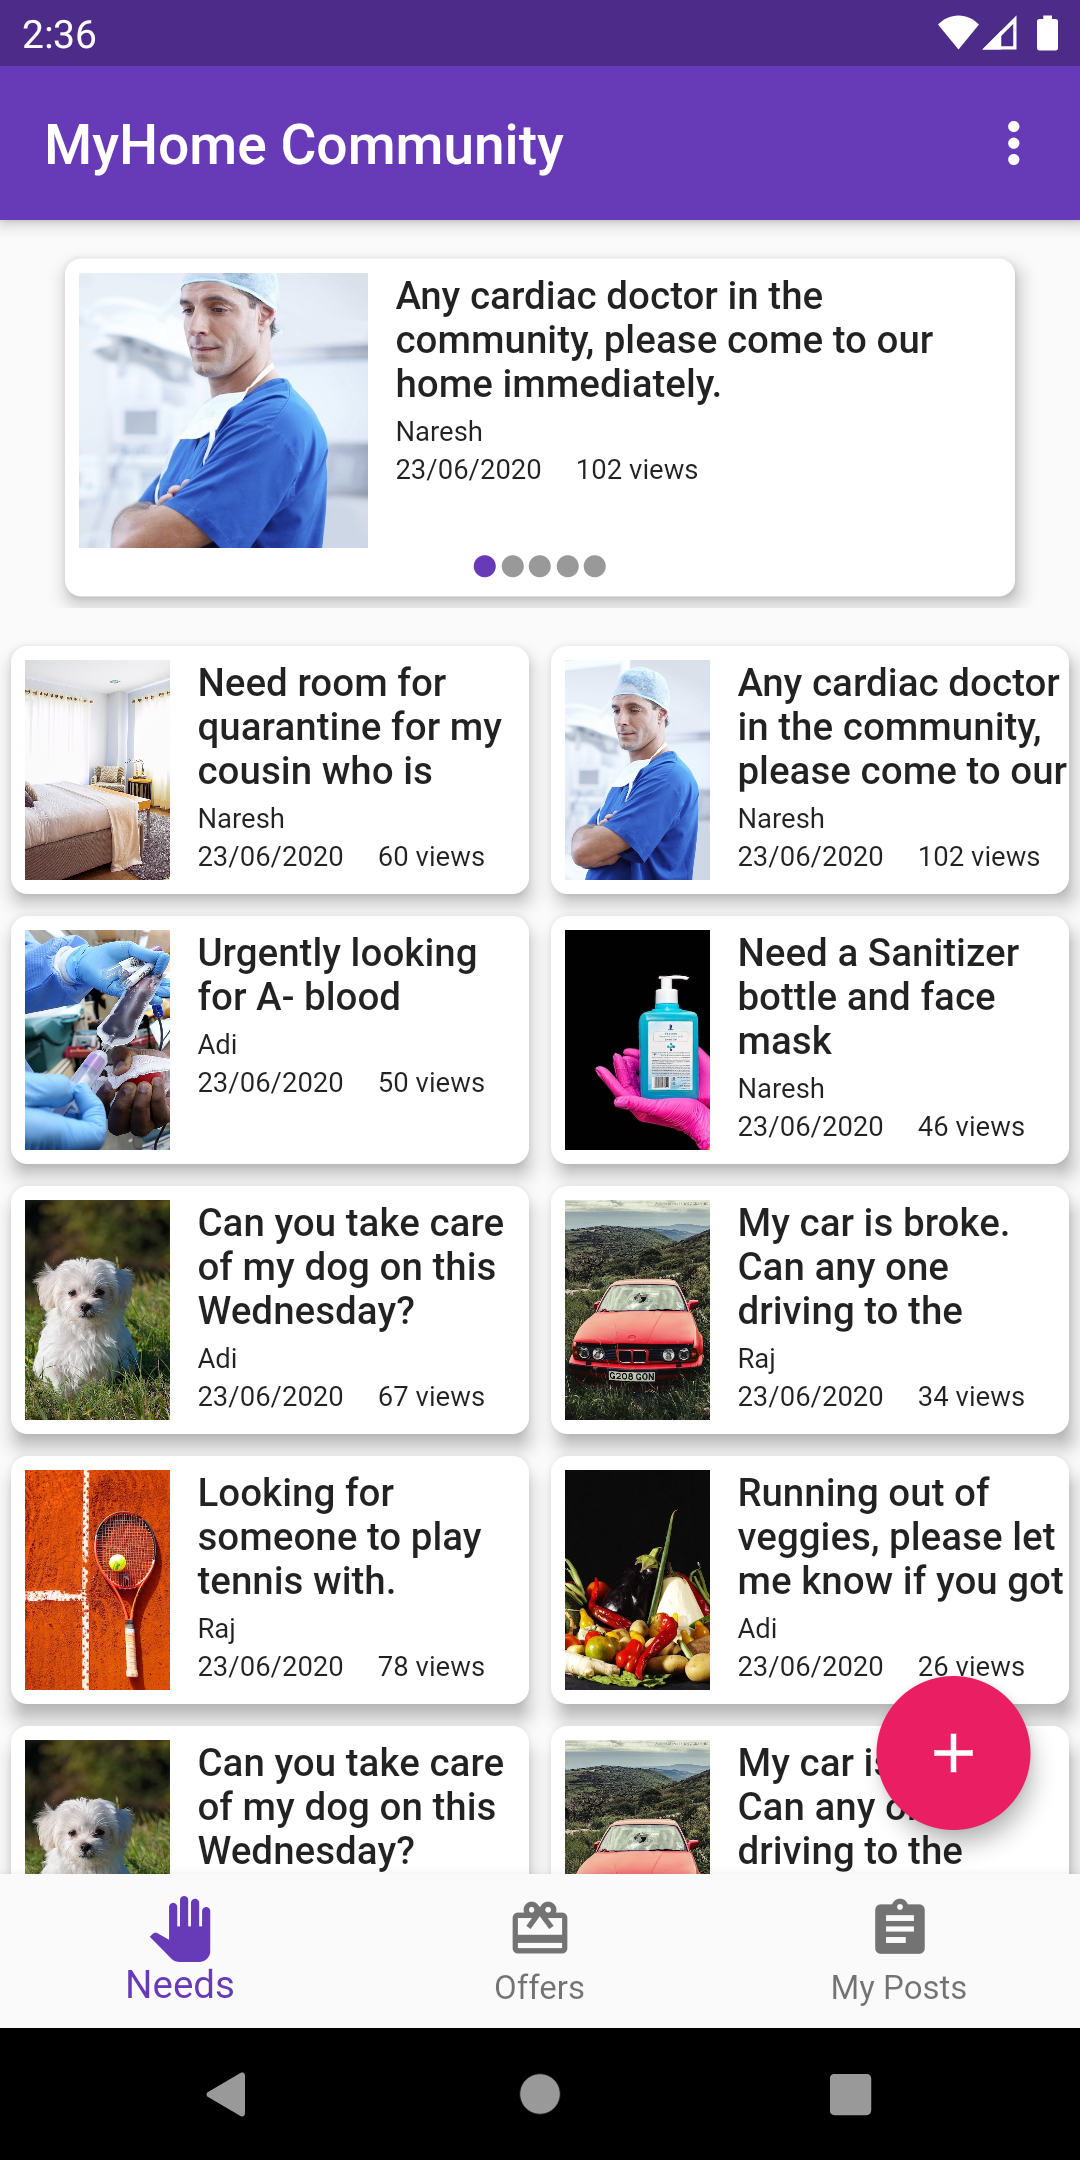 2:36
MyHome Community
Any cardiac doctor in the
community, please come to our
home immediately.
Naresh
23/06/2020 102 views
Need room for
quarantine for my
cousin who is
Naresh
23/06/2020 60 views
Any cardiac doctor
in the community,
please come to our
Naresh
23/06/2020 102 views
Urgently looking
for A- blood
Adi
23/06/2020 50 views
Need a Sanitizer
bottle and face
mask
Naresh
23/06/2020 46 views
Can you take care
of my dog on this
Wednesday?
Adi
23/06/2020 67 views
My car is broke.
Can any one
driving to the
Raj
23/06/2020 34 views
G208 GON
Looking for
someone to play
tennis with.
Raj
23/06/2020 78 views
Running out of
veggies, please let
me know if you got
Adi
23/06/2020 26 views
Can you take care
of my dog on this
Wednesday?
My car
Can any
driving to the
Needs
Offers
My Posts